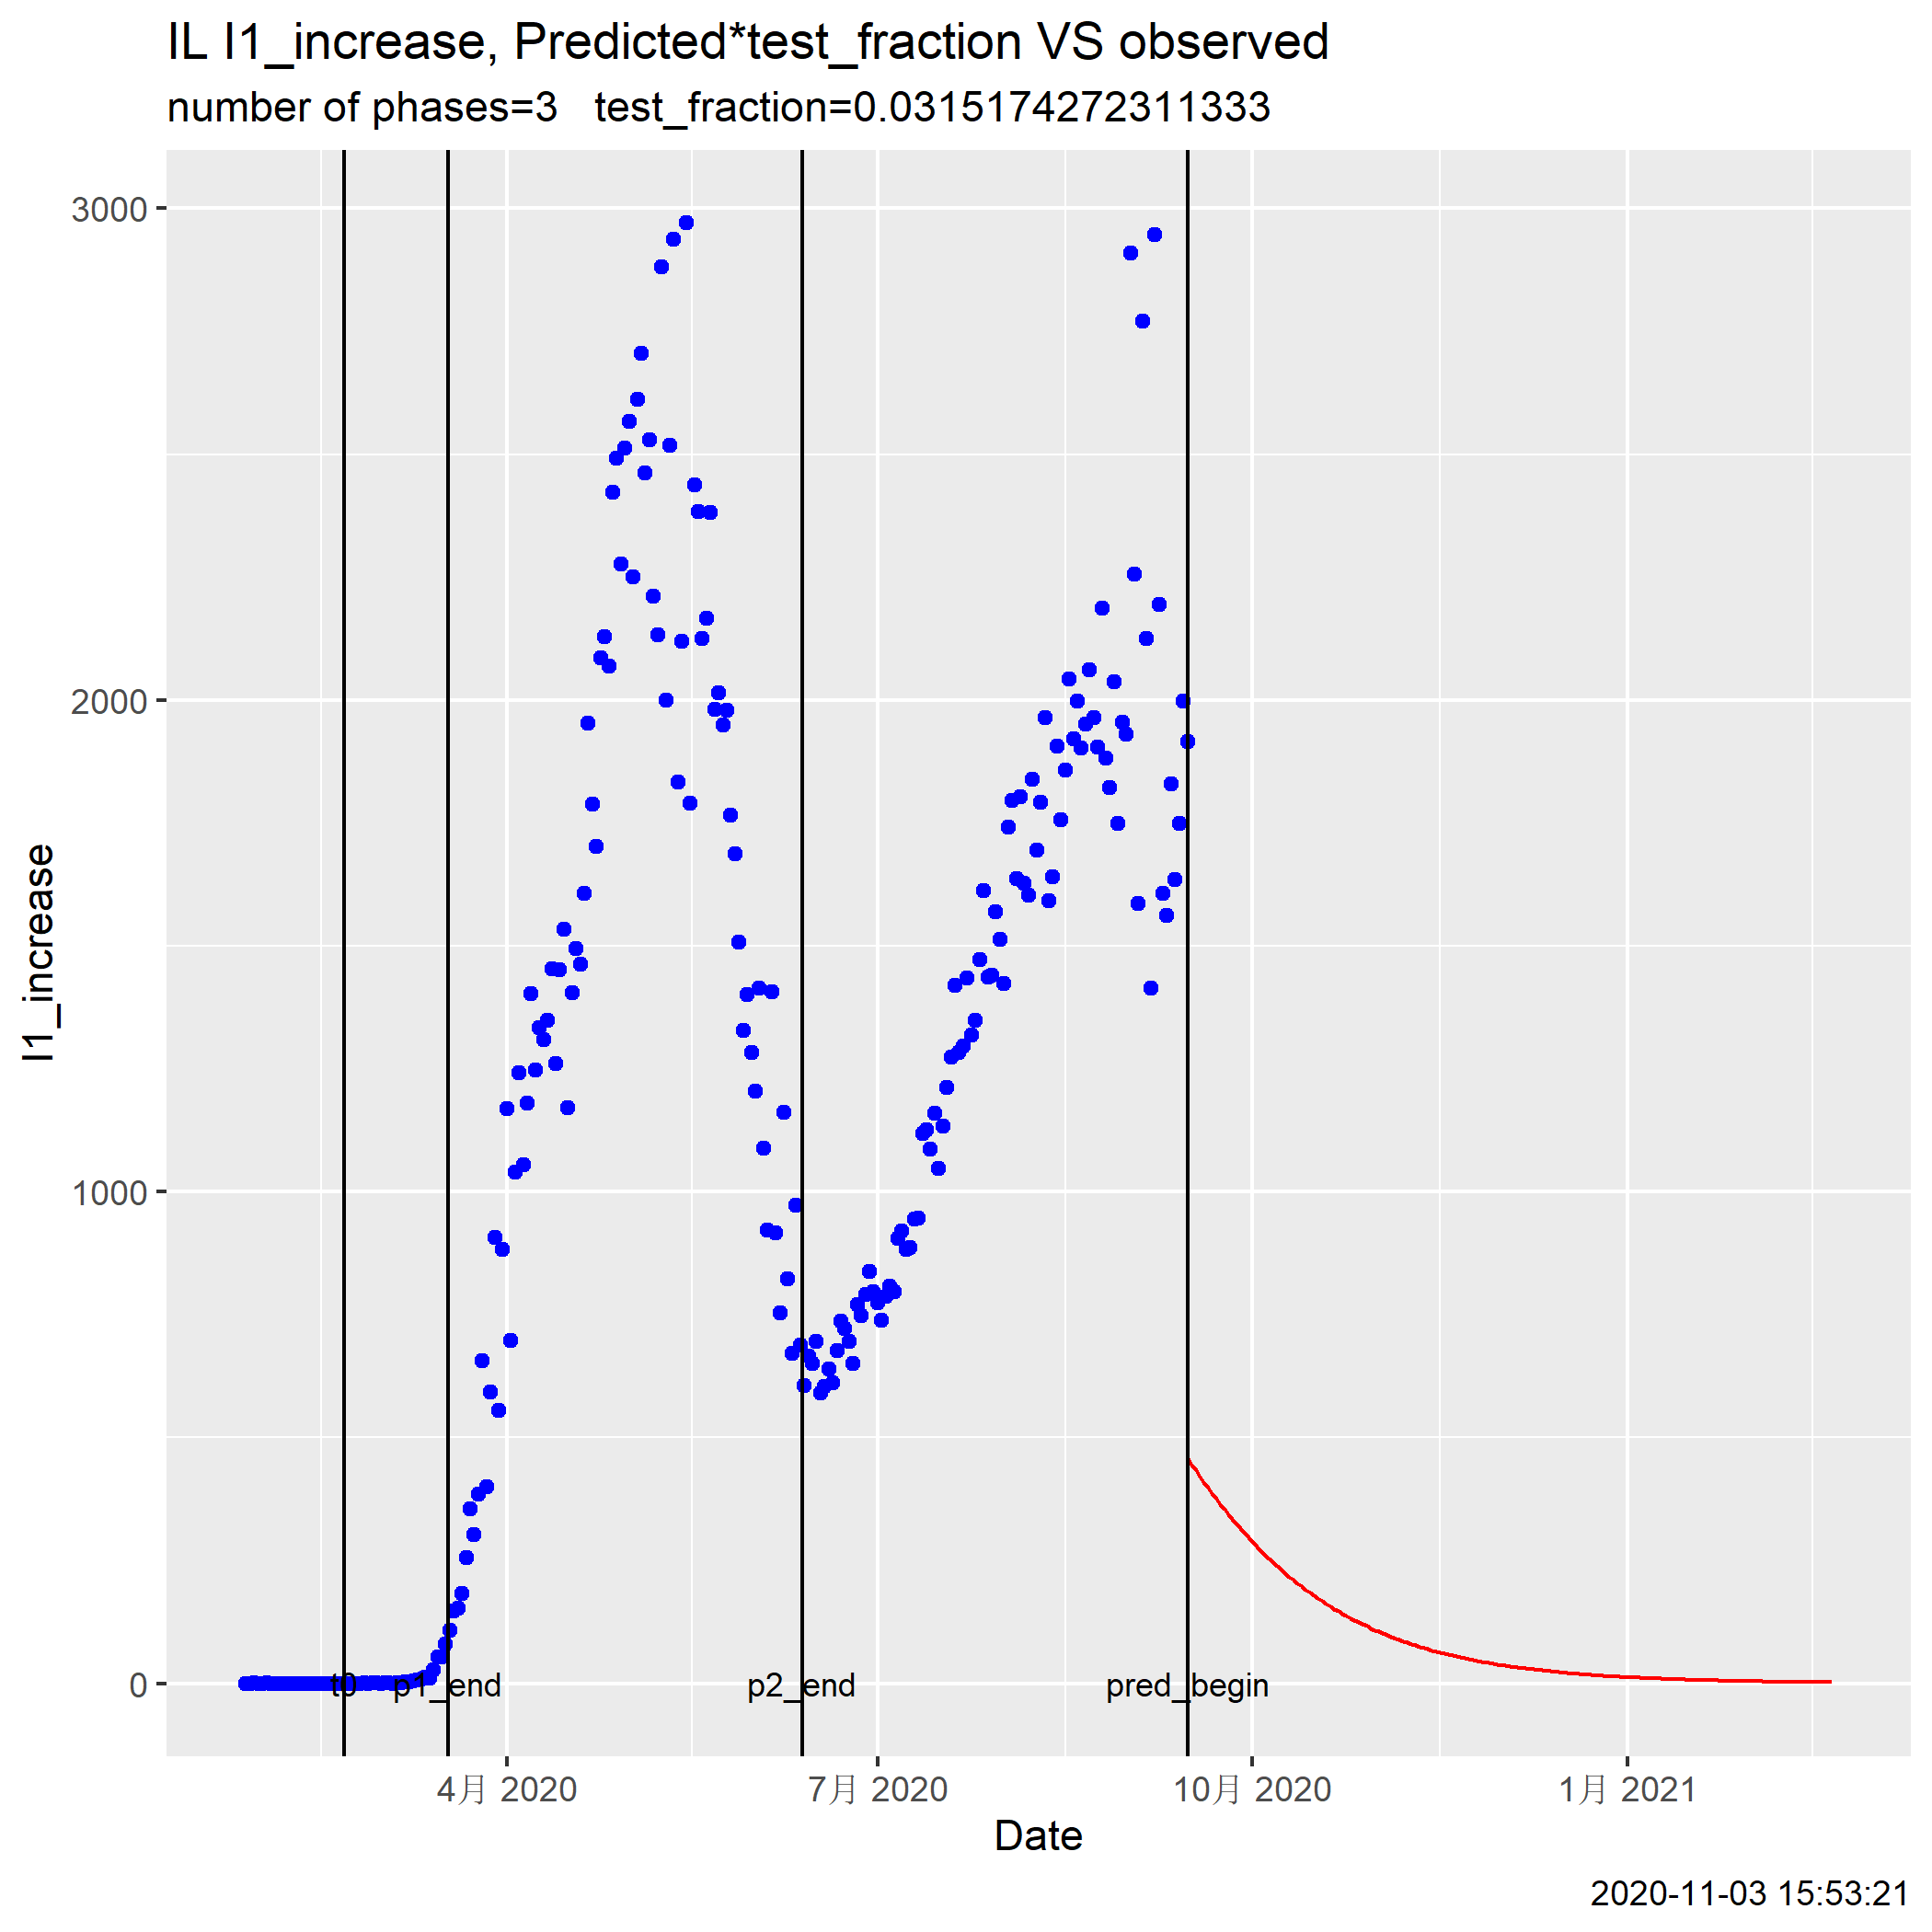 IL I1_increase, Predicted*test_fraction VS observed
number of phases=3   test_fraction=0.0315174272311333
3000
2000
1000
0
I1_increase
t0
p1_end
p2_end
pred_begin
4月 2020
7月 2020
10月 2020
1月 2021
Date
2020-11-03 15:53:21